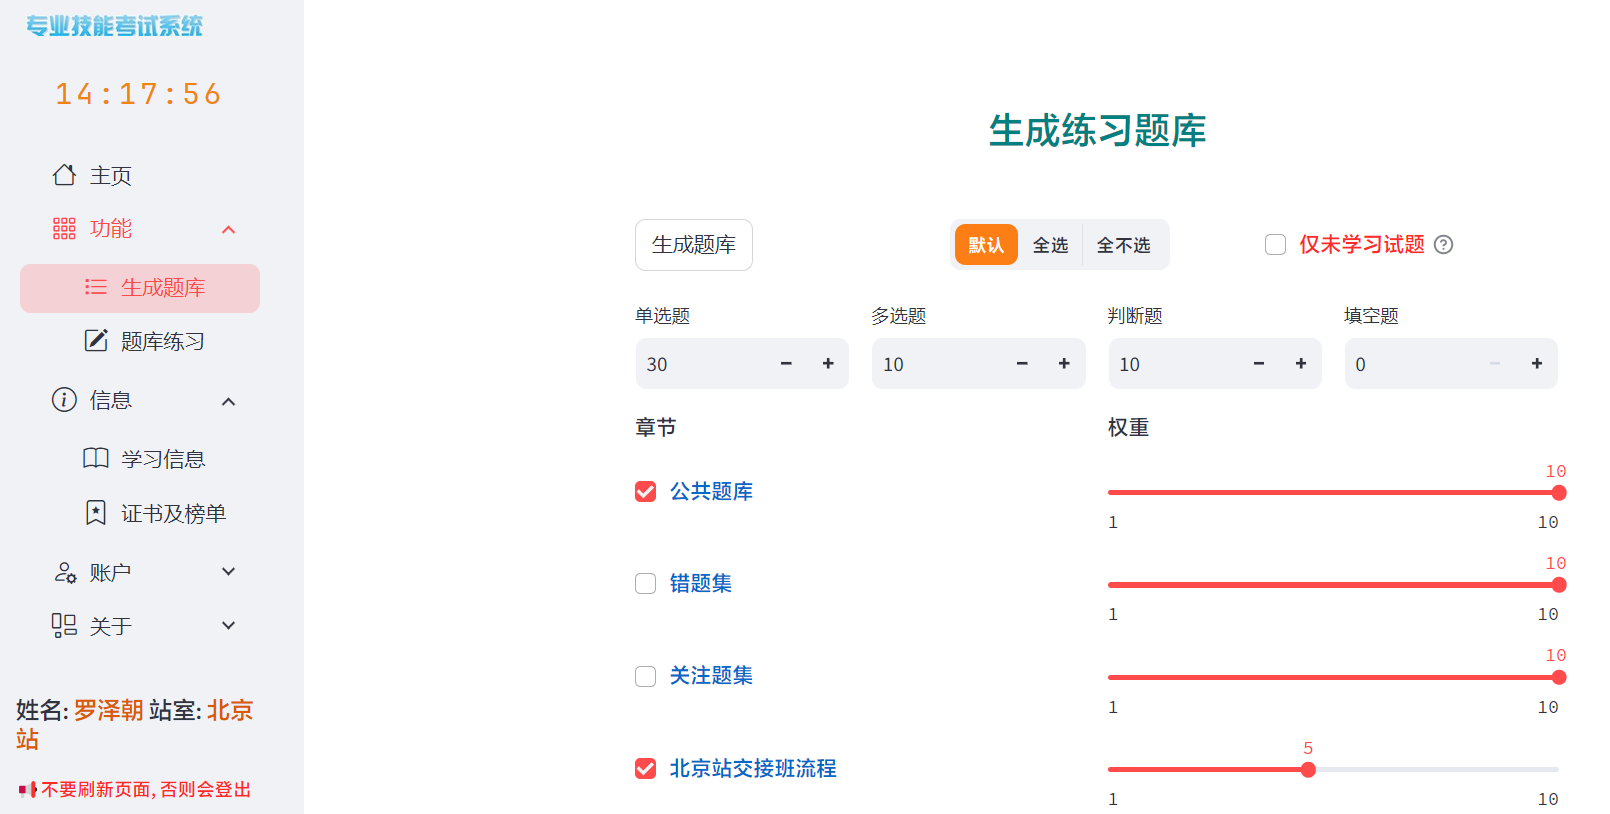 专业技能考试系统
14:17:56
主页
功能
生成题库
题库练习
信息
学习信息
证书及榜单
账户
关于
姓名: 罗泽朝 站室: 北京
站
不要刷新页面, 否则会登出
生成练习题库
生成题库
默认 全选 全不选
仅未学习试题
单选题 多选题 判断题 填空题
30 - + 10 - + 10 - + 0 - +
章节 权重
公共题库
10
1 10
错题集
10
1 10
关注题集
10
1 10
北京站交接班流程
5
1 10